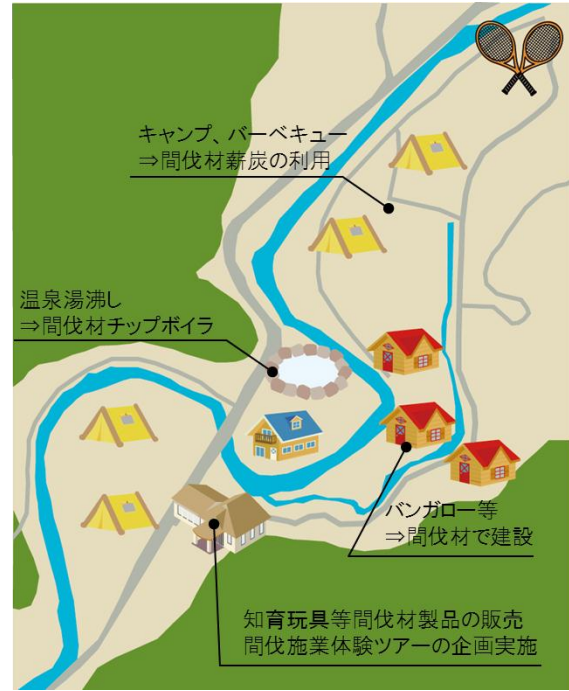 キャンプ、バーベキュー
⇒間伐材薪炭の利用
温泉湯沸し
⇒間伐材チップボイラ
バンガロー等
⇒間伐材で建設
知育玩具等間伐材製品の販売
間伐施業体験ツアーの企画実施